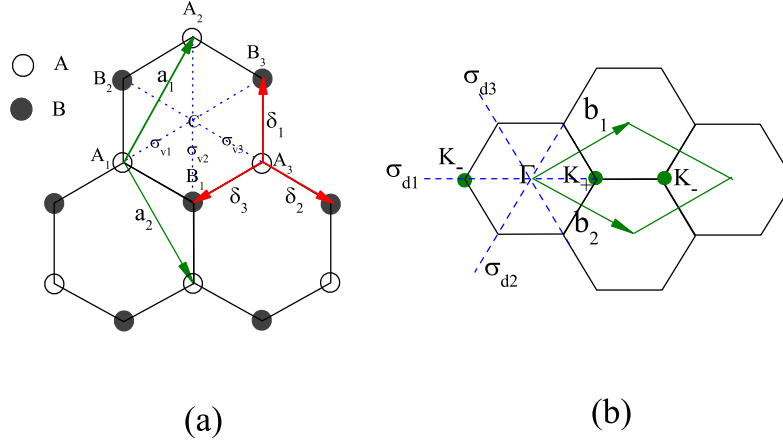 A
B
A₂
B₃
B₂
a₁
C
δ₁
σᵥ₁
σᵥ₂
σᵥ₃
A₁
A₃
B₁
δ₃
δ₂
a₂
(a)
σd3
b₁
K₋
σd1
Γ
K₊
K₋
b₂
σd2
(b)